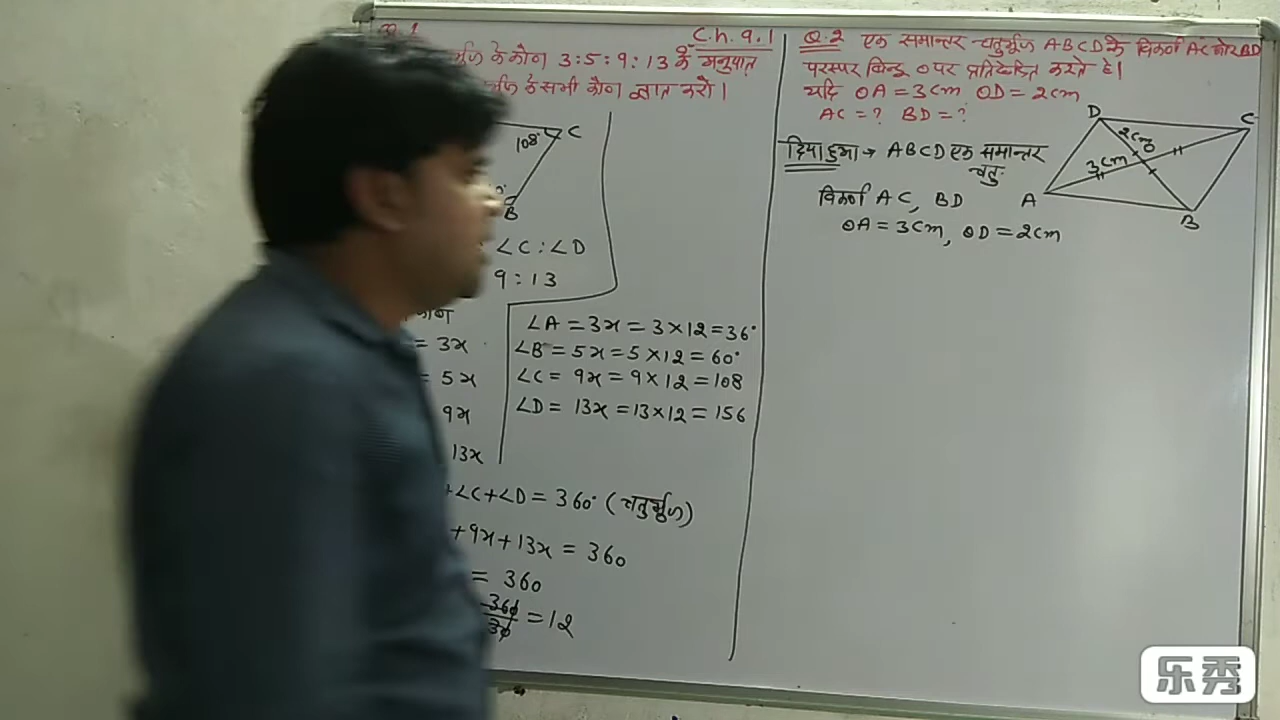 Ch. 9.1
के कोण 3:5:9:13 के अनुपात
के सभी कोण ज्ञात करो।
108°
C
B
∠C:∠D
9:13
= 3x
= 5x
9x
13x
∠A = 3x = 3×12 = 36°
∠B = 5x = 5×12 = 60°
∠C = 9x = 9×12 = 108
∠D = 13x = 13×12 = 156
+∠C+∠D = 360° (चतुर्भुज)
+9x+13x = 360
= 360
360/30 = 12
Q.2 एक समान्तर चतुर्भुज ABCD के विकर्ण AC और BD
परस्पर बिन्दु O पर प्रतिच्छेदित करते है।
यदि OA = 3cm OD = 2cm
AC = ? BD = ?
दिया हुआ → ABCD एक समान्तर
चतु.
विकर्ण AC, BD
OA = 3cm, OD = 2cm
D
C
2cm
O
3cm
A
B
乐秀